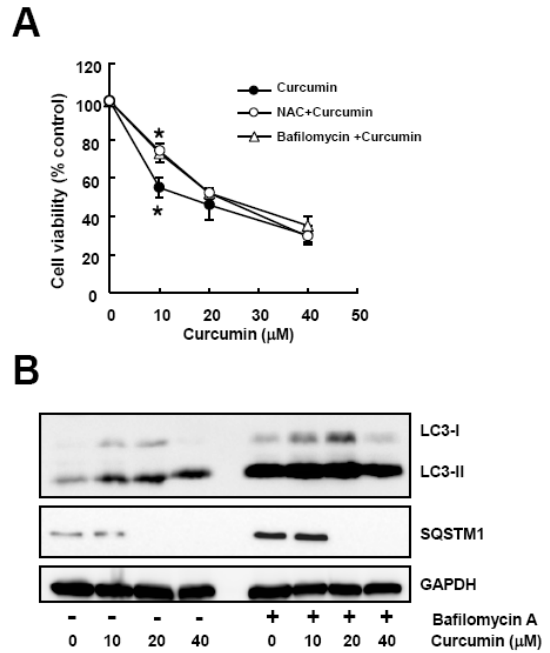 A
120
100
80
60
40
20
0
Cell viability (% control)
Curcumin
NAC+Curcumin
Bafilomycin +Curcumin
*
*
0 10 20 30 40 50
Curcumin (µM)
B
LC3-I
LC3-II
SQSTM1
GAPDH
- - - - + + + + Bafilomycin A
0 10 20 40 0 10 20 40 Curcumin (µM)